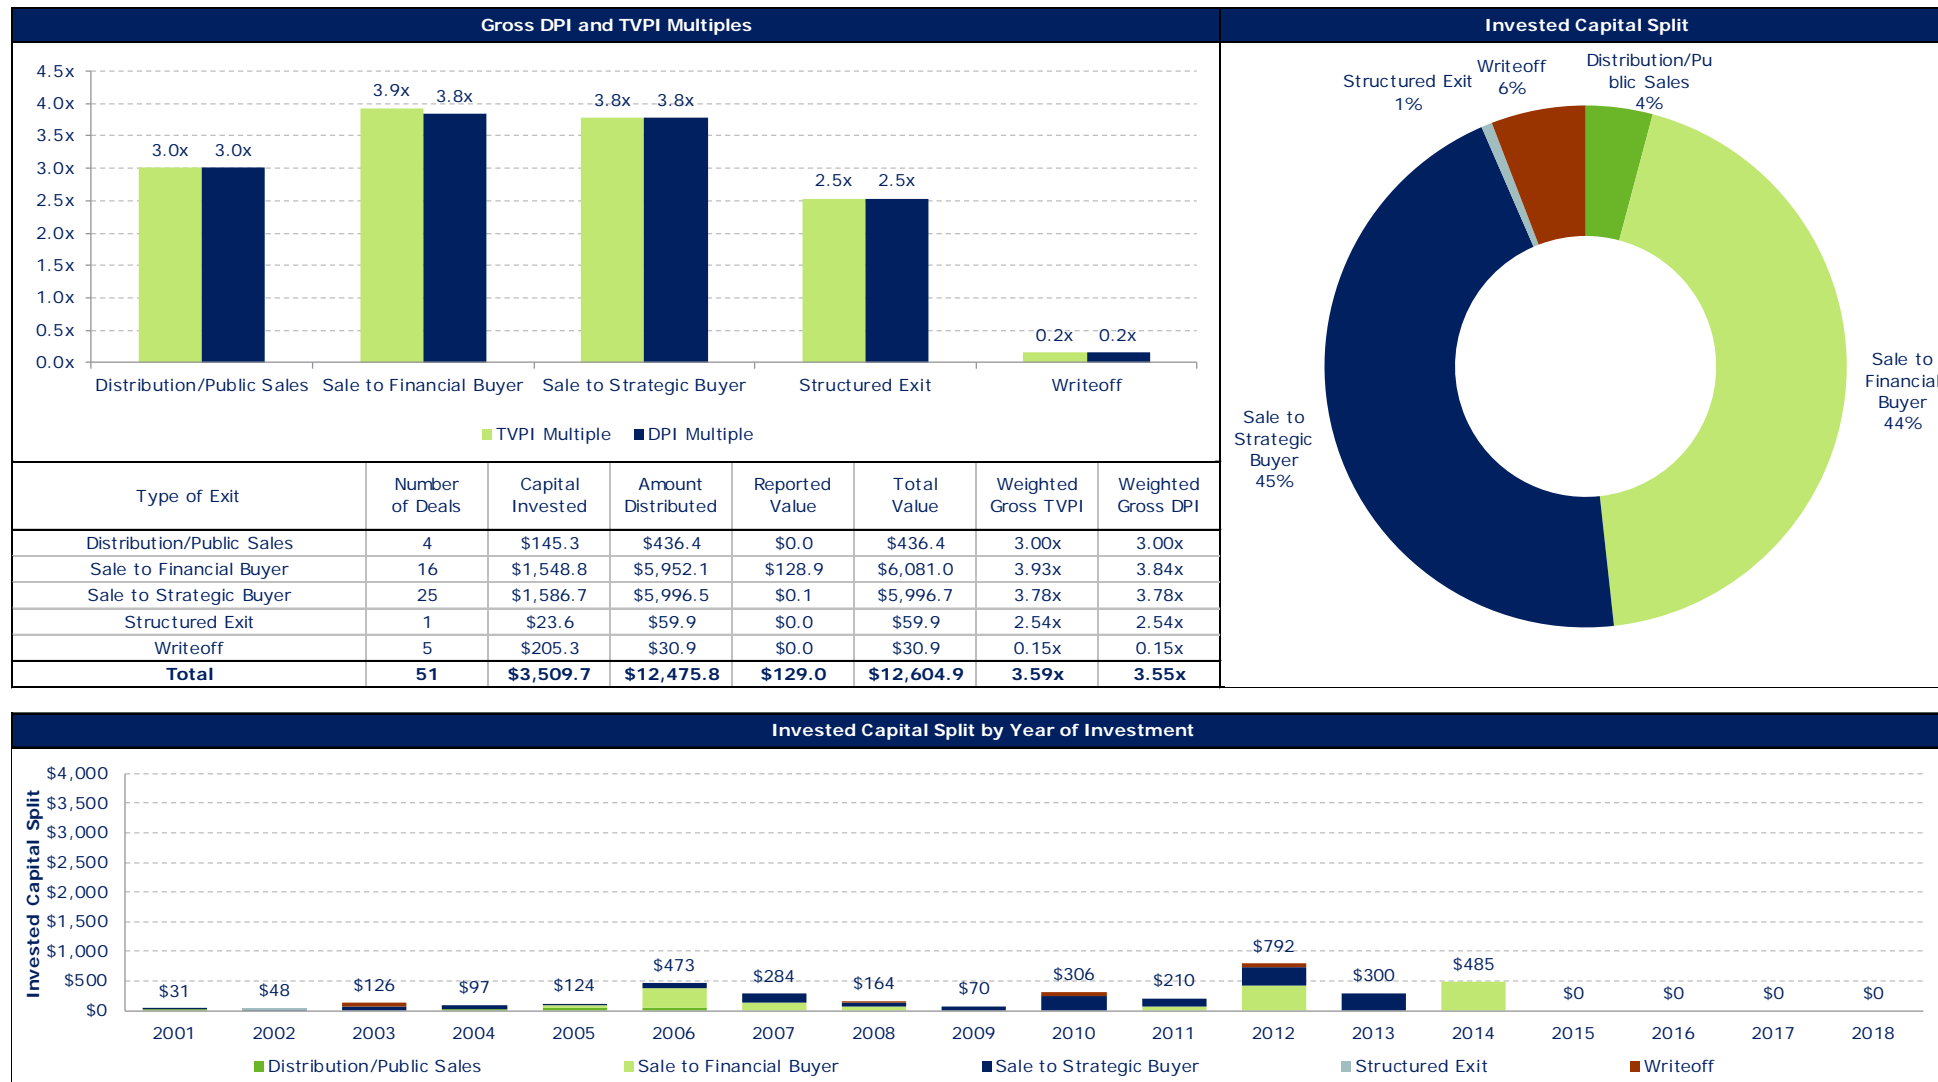 Gross DPI and TVPI Multiples
4.5x
4.0x
3.5x
3.0x
2.5x
2.0x
1.5x
1.0x
0.5x
0.0x
3.0x 3.0x
3.9x 3.8x
3.8x 3.8x
2.5x 2.5x
0.2x 0.2x
Distribution/Public Sales Sale to Financial Buyer Sale to Strategic Buyer Structured Exit Writeoff
TVPI Multiple DPI Multiple
Invested Capital Split
Structured Exit
1%
Writeoff
6%
Distribution/Pu
blic Sales
4%
Sale to
Financial
Buyer
44%
Sale to
Strategic
Buyer
45%
Type of Exit Number of Deals Capital Invested Amount Distributed Reported Value Total Value Weighted Gross TVPI Weighted Gross DPI
Distribution/Public Sales 4 $145.3 $436.4 $0.0 $436.4 3.00x 3.00x
Sale to Financial Buyer 16 $1,548.8 $5,952.1 $128.9 $6,081.0 3.93x 3.84x
Sale to Strategic Buyer 25 $1,586.7 $5,996.5 $0.1 $5,996.7 3.78x 3.78x
Structured Exit 1 $23.6 $59.9 $0.0 $59.9 2.54x 2.54x
Writeoff 5 $205.3 $30.9 $0.0 $30.9 0.15x 0.15x
Total 51 $3,509.7 $12,475.8 $129.0 $12,604.9 3.59x 3.55x
Invested Capital Split by Year of Investment
Invested Capital Split
$4,000
$3,500
$3,000
$2,500
$2,000
$1,500
$1,000
$500
$0
$31 $48 $126 $97 $124 $473 $284 $164 $70 $306 $210 $792 $300 $485 $0 $0 $0 $0
2001 2002 2003 2004 2005 2006 2007 2008 2009 2010 2011 2012 2013 2014 2015 2016 2017 2018
Distribution/Public Sales Sale to Financial Buyer Sale to Strategic Buyer Structured Exit Writeoff